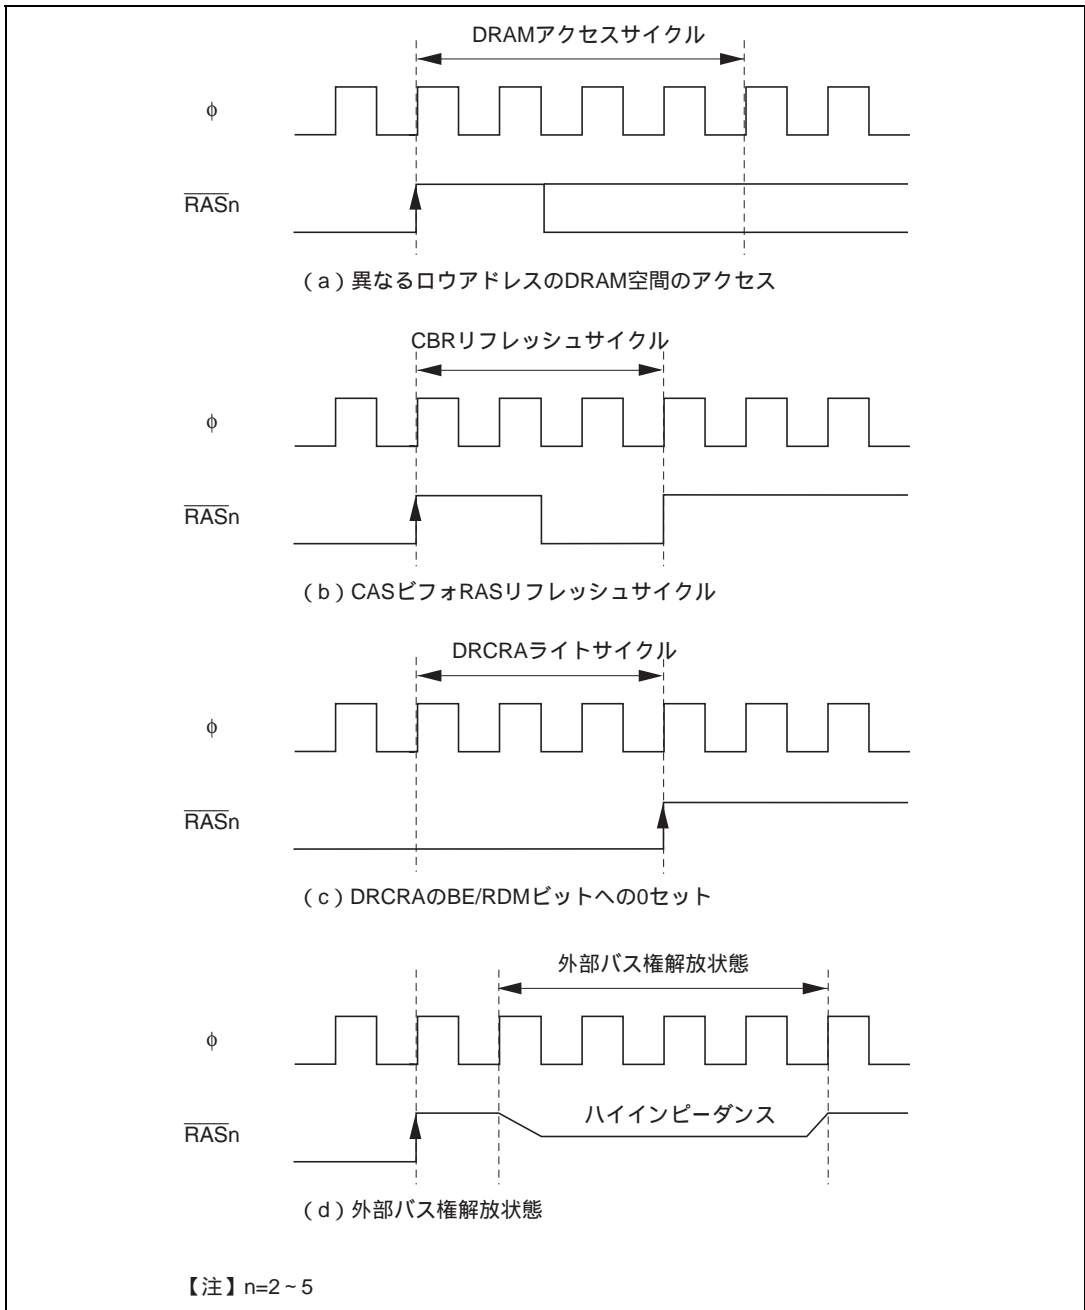 DRAMアクセスサイクル
φ
RASn
(a)異なるロウアドレスのDRAM空間のアクセス
CBRリフレッシュサイクル
φ
RASn
(b)CASビフォRASリフレッシュサイクル
DRCRAライトサイクル
φ
RASn
(c)DRCRAのBE/RDMビットへの0セット
外部バス権解放状態
φ
ハイインピーダンス
RASn
(d)外部バス権解放状態
【注】n=2~5